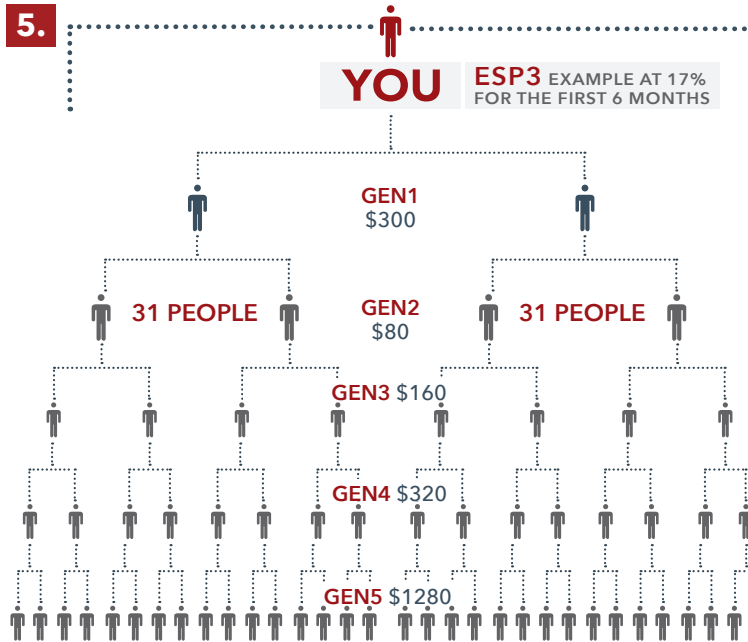 5.
YOU
ESP3 EXAMPLE AT 17%
FOR THE FIRST 6 MONTHS
GEN1
$300
31 PEOPLE
GEN2
$80
31 PEOPLE
GEN3 $160
GEN4 $320
GEN5 $1280